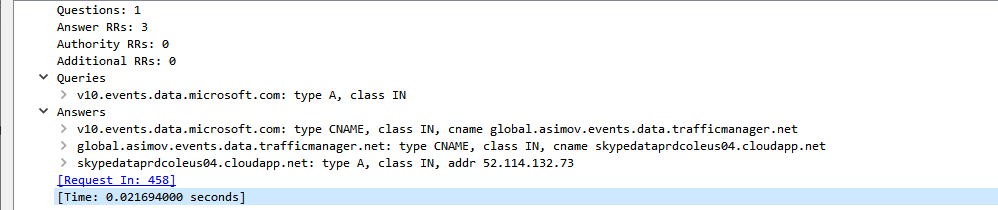 Questions: 1
Answer RRs: 3
Authority RRs: 0
Additional RRs: 0
Queries
v10.events.data.microsoft.com: type A, class IN
Answers
v10.events.data.microsoft.com: type CNAME, class IN, cname global.asimov.events.data.trafficmanager.net
global.asimov.events.data.trafficmanager.net: type CNAME, class IN, cname skypedataprdcoleus04.cloudapp.net
skypedataprdcoleus04.cloudapp.net: type A, class IN, addr 52.114.132.73
[Request In: 458]
[Time: 0.021694000 seconds]